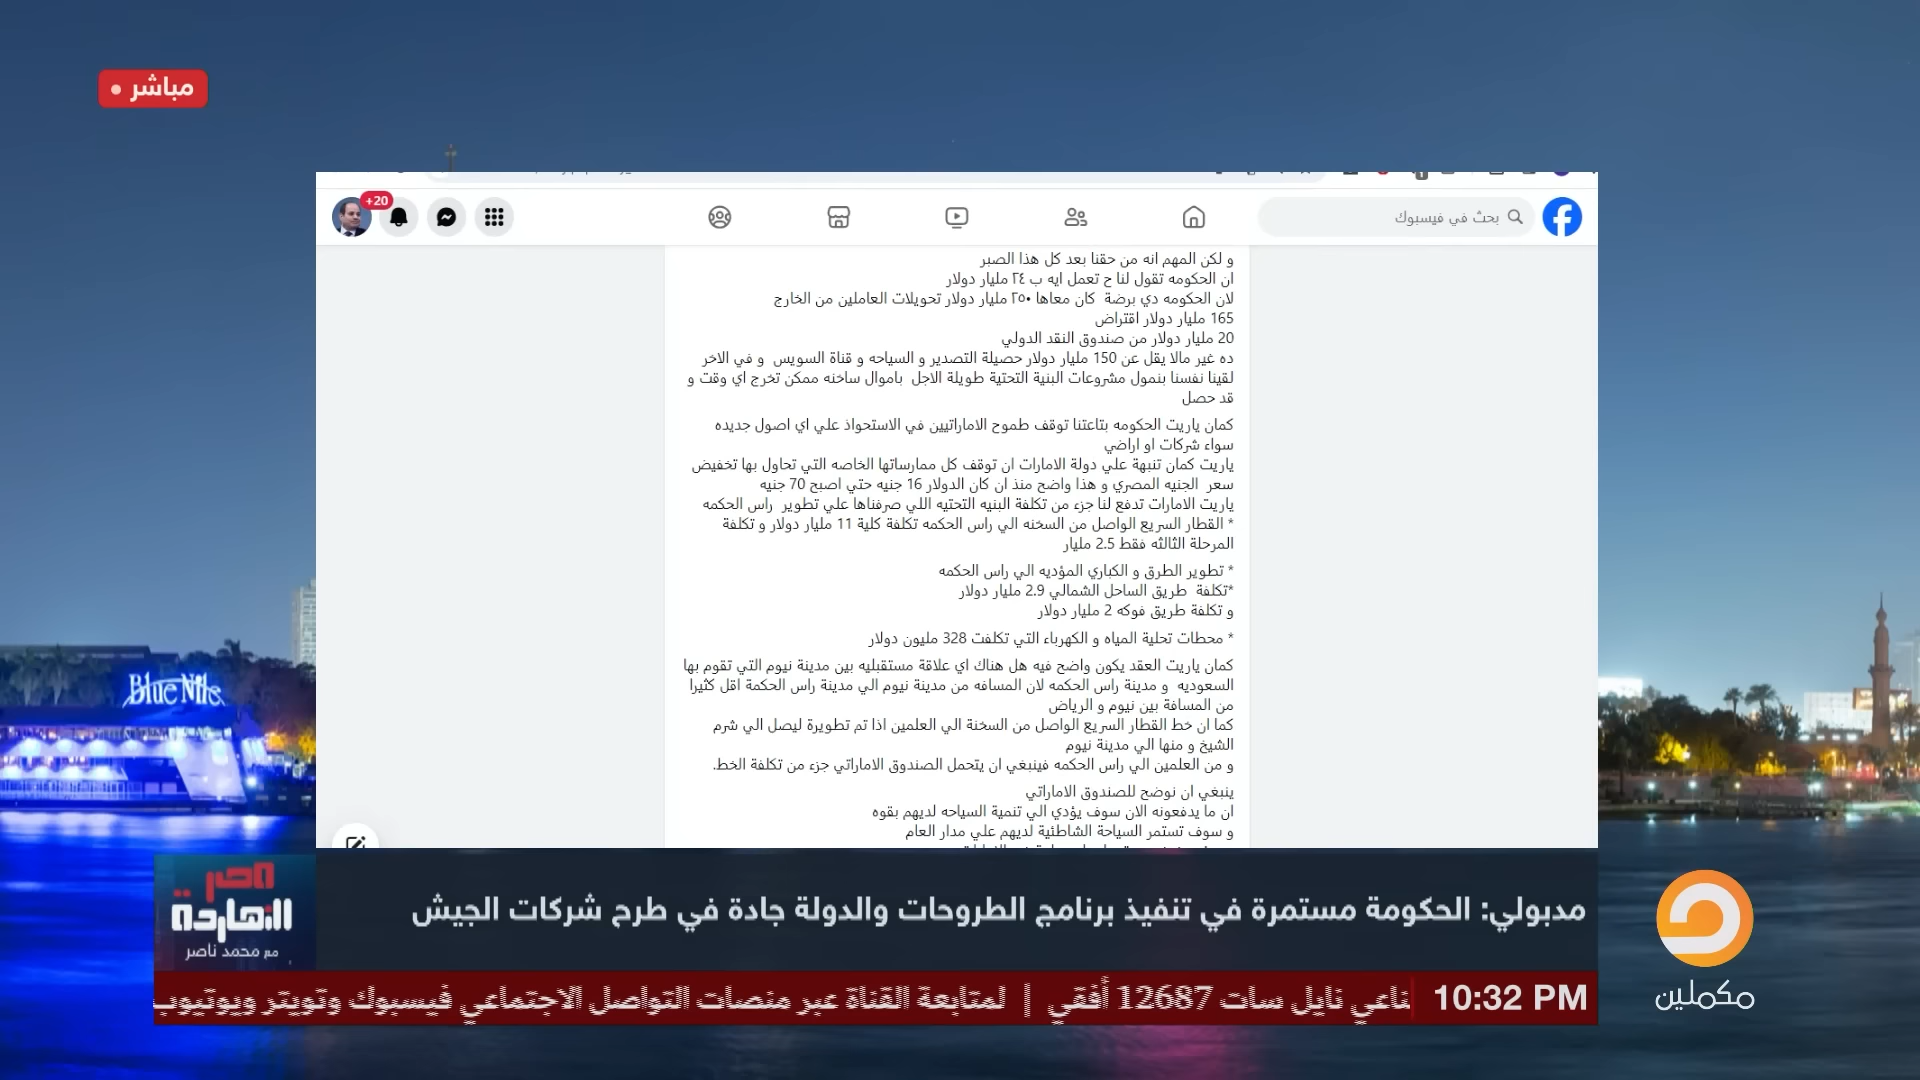 مباشر
+20
بحث في فيسبوك
و لكن المهم انه من حقنا بعد كل هذا الصبر
ان الحكومه تقول لنا ح تعمل ايه ب ٢٤ مليار دولار
لان الحكومه دي برضة كان معاها ٢٥٠ مليار دولار تحويلات العاملين من الخارج
165 مليار دولار اقتراض
20 مليار دولار من صندوق النقد الدولي
ده غير مالا يقل عن 150 مليار دولار حصيلة التصدير و السياحه و قناة السويس و في الاخر
لقينا نفسنا بنمول مشروعات البنية التحتية طويلة الاجل باموال ساخنه ممكن تخرج اي وقت و
قد حصل
كمان ياريت الحكومه بتاعتنا توقف طموح الاماراتيين في الاستحواذ علي اي اصول جديده
سواء شركات او اراضي
ياريت كمان تنبهة علي دولة الامارات ان توقف كل ممارساتها الخاصه التي تحاول بها تخفيض
سعر الجنيه المصري و هذا واضح منذ ان كان الدولار 16 جنيه حتي اصبح 70 جنيه
ياريت الامارات تدفع لنا جزء من تكلفة البنيه التحتيه اللي صرفناها علي تطوير راس الحكمه
* القطار السريع الواصل من السخنه الي راس الحكمه تكلفة كلية 11 مليار دولار و تكلفة
المرحلة الثالثه فقط 2.5 مليار
* تطوير الطرق و الكباري المؤديه الي راس الحكمه
*تكلفة طريق الساحل الشمالي 2.9 مليار دولار
و تكلفة طريق فوكه 2 مليار دولار
* محطات تحلية المياه و الكهرباء التي تكلفت 328 مليون دولار
كمان ياريت العقد يكون واضح فيه هل هناك اي علاقة مستقبليه بين مدينة نيوم التي تقوم بها
السعوديه و مدينة راس الحكمه لان المسافه من مدينة نيوم الي مدينة راس الحكمة اقل كثيرا
من المسافة بين نيوم و الرياض
كما ان خط القطار السريع الواصل من السخنة الي العلمين اذا تم تطويرة ليصل الي شرم
الشيخ و منها الي مدينة نيوم
و من العلمين الي راس الحكمه فينبغي ان يتحمل الصندوق الاماراتي جزء من تكلفة الخط.
ينبغي ان نوضح للصندوق الاماراتي
ان ما يدفعونه الان سوف يؤدي الي تنمية السياحه لديهم بقوه
و سوف تستمر السياحة الشاطئية لديهم علي مدار العام
Blue Nile
مصر النهاردة
مع محمد ناصر
مدبولي: الحكومة مستمرة في تنفيذ برنامج الطروحات والدولة جادة في طرح شركات الجيش
10:32 PM
نايل سات 12687 أفقي | لمتابعة القناة عبر منصات التواصل الاجتماعي فيسبوك وتويتر ويوتيوب
مكملين